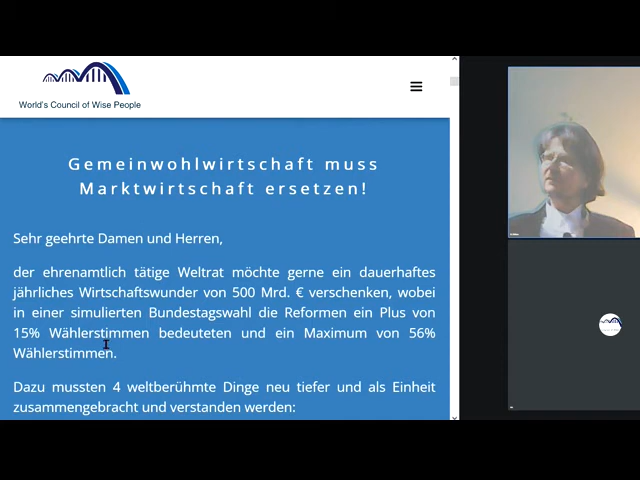 World's Council of Wise People
Gemeinwohlwirtschaft muss
Marktwirtschaft ersetzen!
Sehr geehrte Damen und Herren,
der ehrenamtlich tätige Weltrat möchte gerne ein dauerhaftes
jährliches Wirtschaftswunder von 500 Mrd. € verschenken, wobei
in einer simulierten Bundestagswahl die Reformen ein Plus von
15% Wählerstimmen bedeuteten und ein Maximum von 56%
Wählerstimmen.
Dazu mussten 4 weltberühmte Dinge neu tiefer und als Einheit
zusammengebracht und verstanden werden: